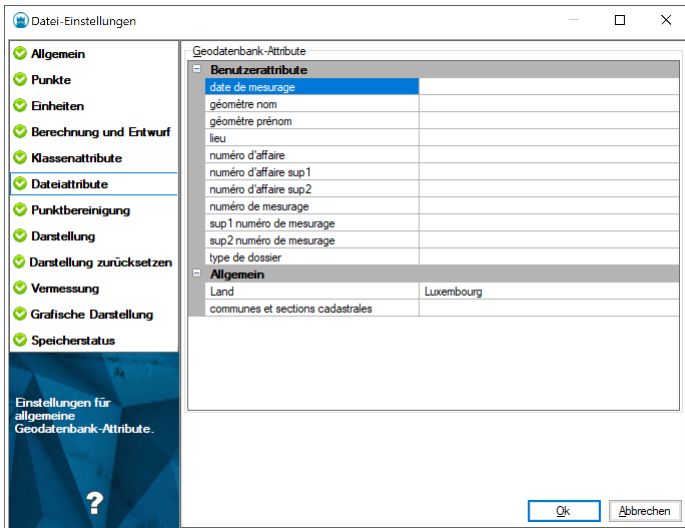 Datei-Einstellungen
Allgemein
Punkte
Einheiten
Berechnung und Entwurf
Klassenattribute
Dateiattribute
Punktbereinigung
Darstellung
Darstellung zurücksetzen
Vermessung
Grafische Darstellung
Speicherstatus
Einstellungen für
allgemeine
Geodatenbank-Attribute.
?
Geodatenbank-Attribute
Benutzerattribute
date de mesurage
géomètre nom
géomètre prénom
lieu
numéro d'affaire
numéro d'affaire sup1
numéro d'affaire sup2
numéro de mesurage
sup1 numéro de mesurage
sup2 numéro de mesurage
type de dossier
Allgemein
Land Luxembourg
communes et sections cadastrales
Ok Abbrechen